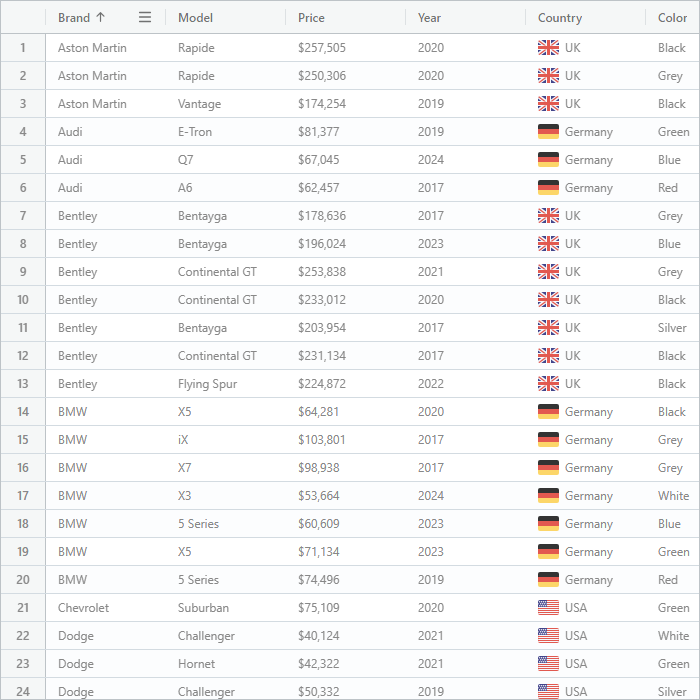 Brand Model Price Year Country Color
1 Aston Martin Rapide $257,505 2020 UK Black
2 Aston Martin Rapide $250,306 2020 UK Grey
3 Aston Martin Vantage $174,254 2019 UK Black
4 Audi E-Tron $81,377 2019 Germany Green
5 Audi Q7 $67,045 2024 Germany Blue
6 Audi A6 $62,457 2017 Germany Red
7 Bentley Bentayga $178,636 2017 UK Grey
8 Bentley Bentayga $196,024 2023 UK Blue
9 Bentley Continental GT $253,838 2021 UK Grey
10 Bentley Continental GT $233,012 2020 UK Black
11 Bentley Bentayga $203,954 2017 UK Silver
12 Bentley Continental GT $231,134 2017 UK Black
13 Bentley Flying Spur $224,872 2022 UK Black
14 BMW X5 $64,281 2020 Germany Black
15 BMW iX $103,801 2017 Germany Grey
16 BMW X7 $98,938 2017 Germany Grey
17 BMW X3 $53,664 2024 Germany White
18 BMW 5 Series $60,609 2023 Germany Blue
19 BMW X5 $71,134 2023 Germany Green
20 BMW 5 Series $74,496 2019 Germany Red
21 Chevrolet Suburban $75,109 2020 USA Green
22 Dodge Challenger $40,124 2021 USA White
23 Dodge Hornet $42,322 2021 USA Green
24 Dodge Challenger $50,332 2019 USA Silver